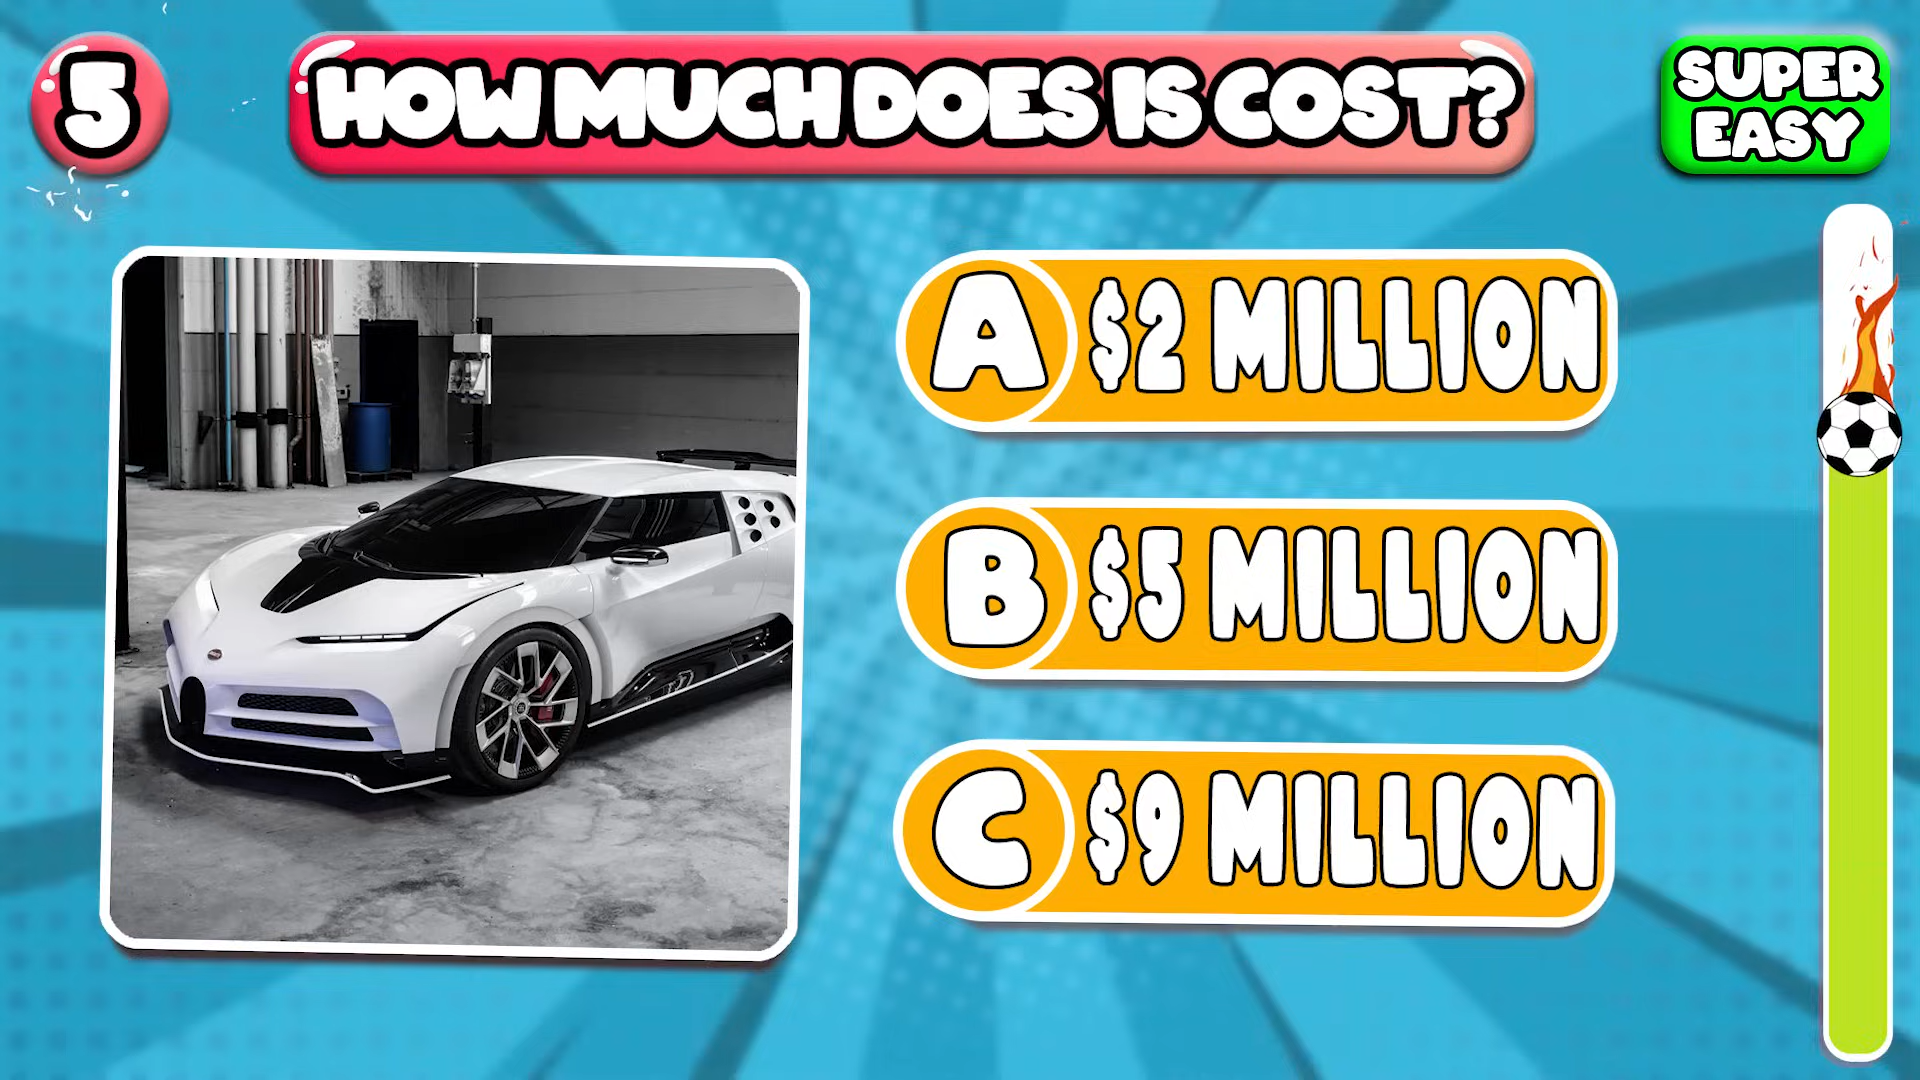 5
HOW MUCH DOES IS COST?
SUPER
EASY
A $2 MILLION
B $5 MILLION
C $9 MILLION